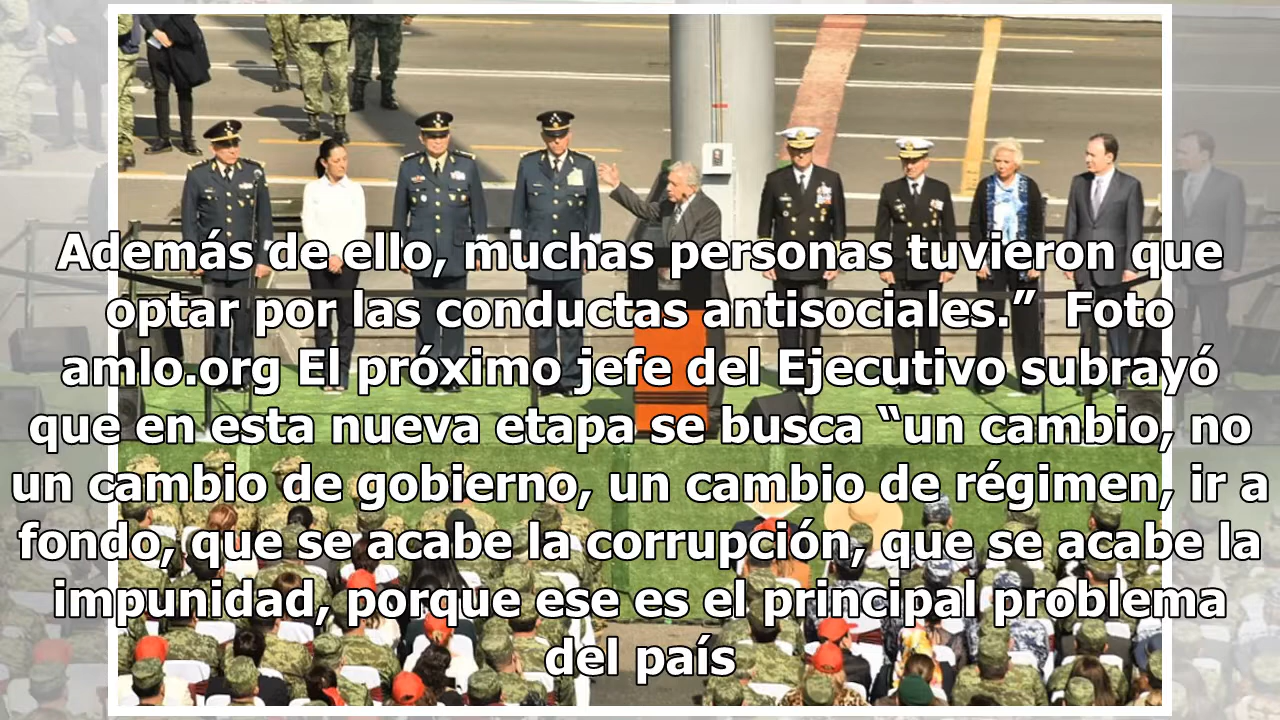 Además de ello, muchas personas tuvieron que
optar por las conductas antisociales.”  Foto
amlo.org El próximo jefe del Ejecutivo subrayó
que en esta nueva etapa se busca “un cambio, no
un cambio de gobierno, un cambio de régimen, ir a
fondo, que se acabe la corrupción, que se acabe la
impunidad, porque ese es el principal problema
del país